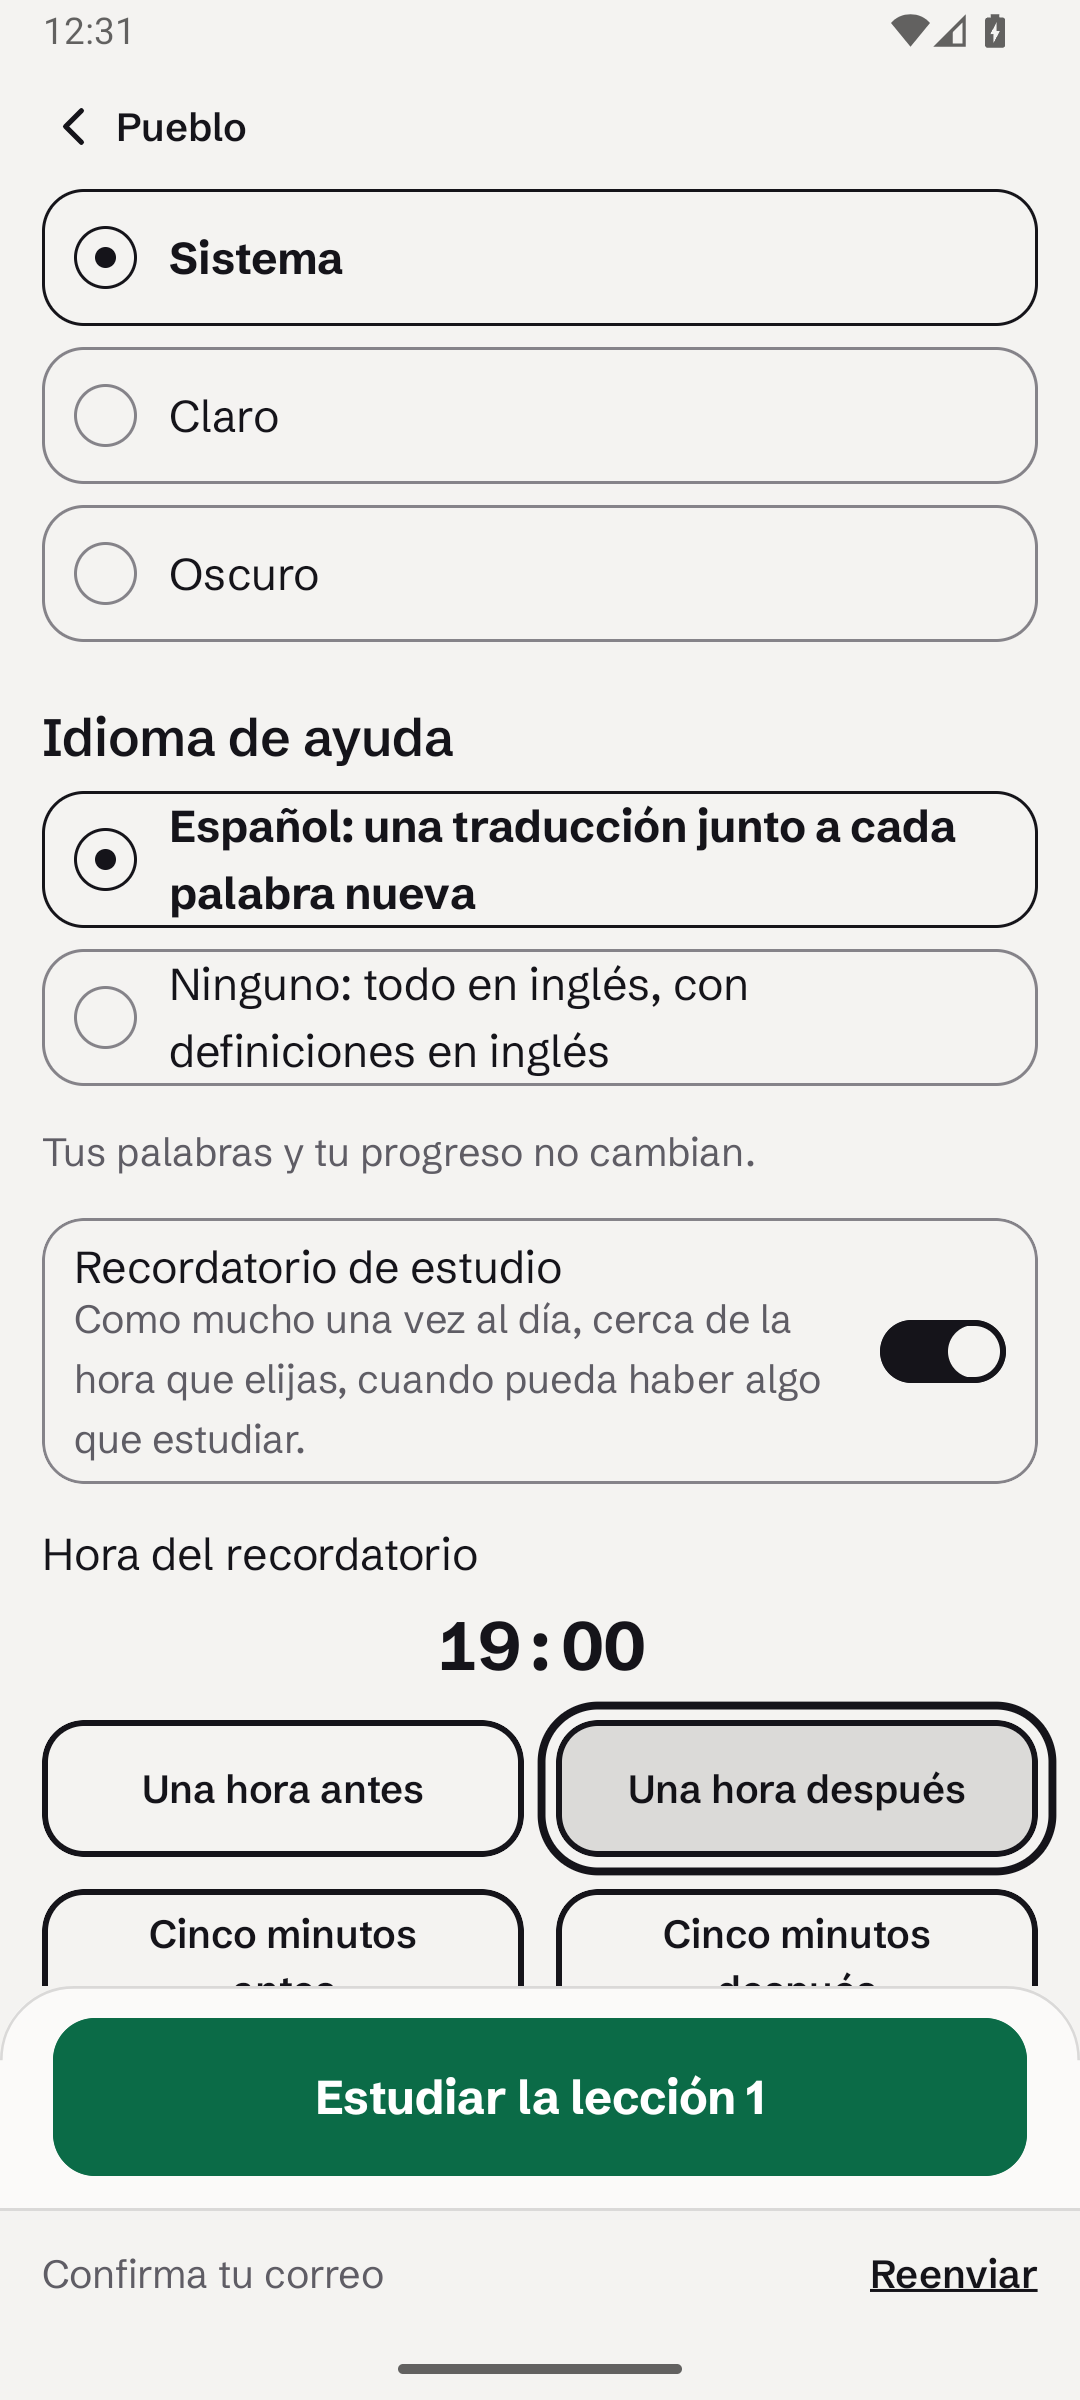 12:31
Pueblo
Sistema
Claro
Oscuro
Idioma de ayuda
Español: una traducción junto a cada
palabra nueva
Ninguno: todo en inglés, con
definiciones en inglés
Tus palabras y tu progreso no cambian.
Recordatorio de estudio
Como mucho una vez al día, cerca de la
hora que elijas, cuando pueda haber algo
que estudiar.
Hora del recordatorio
19:00
Una hora antes
Una hora después
Cinco minutos
antes
Cinco minutos
después
Estudiar la lección 1
Confirma tu correo
Reenviar